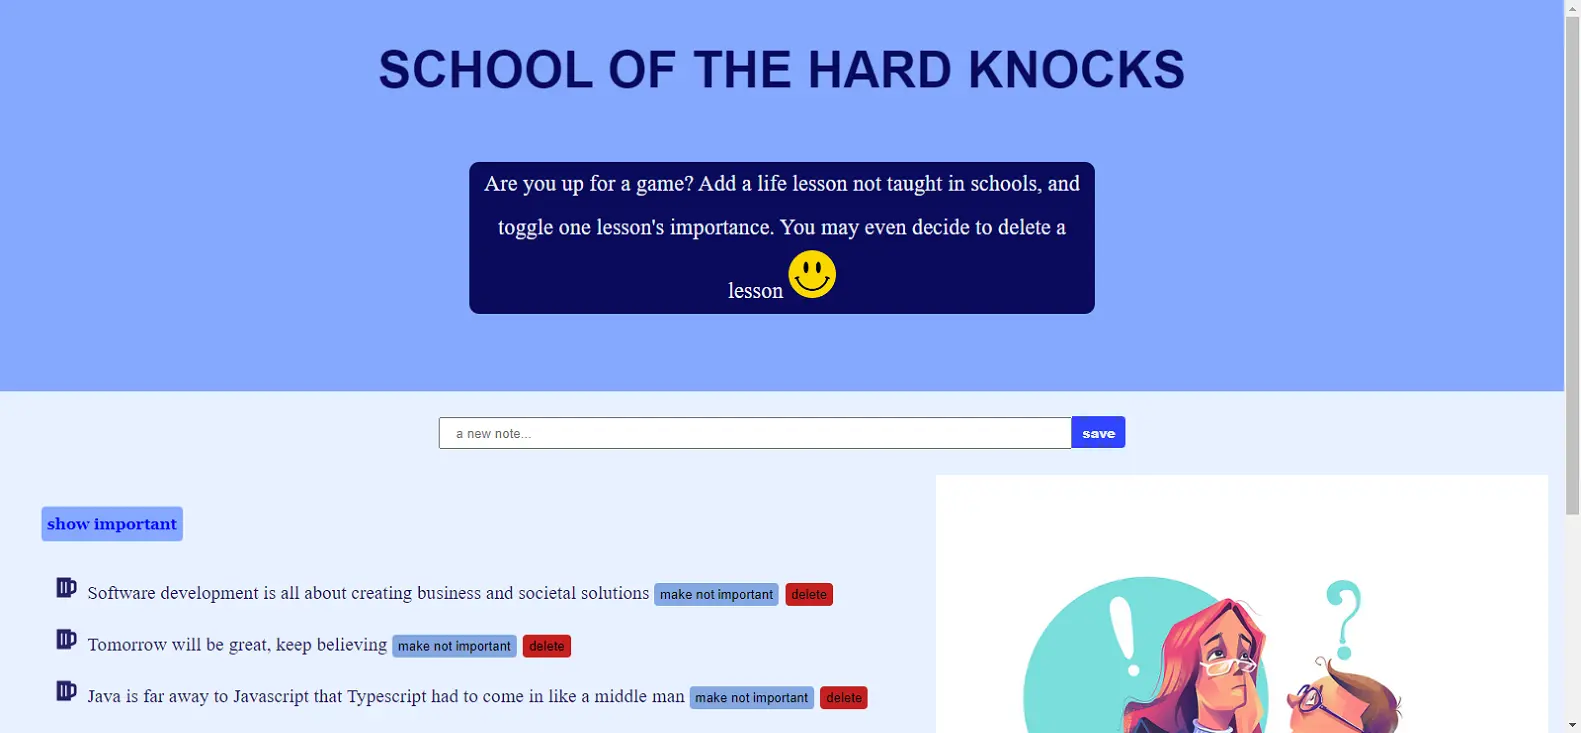 SCHOOL OF THE HARD KNOCKS
Are you up for a game? Add a life lesson not taught in schools, and
toggle one lesson's importance. You may even decide to delete a
lesson
a new note... save
show important
Software development is all about creating business and societal solutions make not important delete
Tomorrow will be great, keep believing make not important delete
Java is far away to Javascript that Typescript had to come in like a middle man make not important delete
! ?